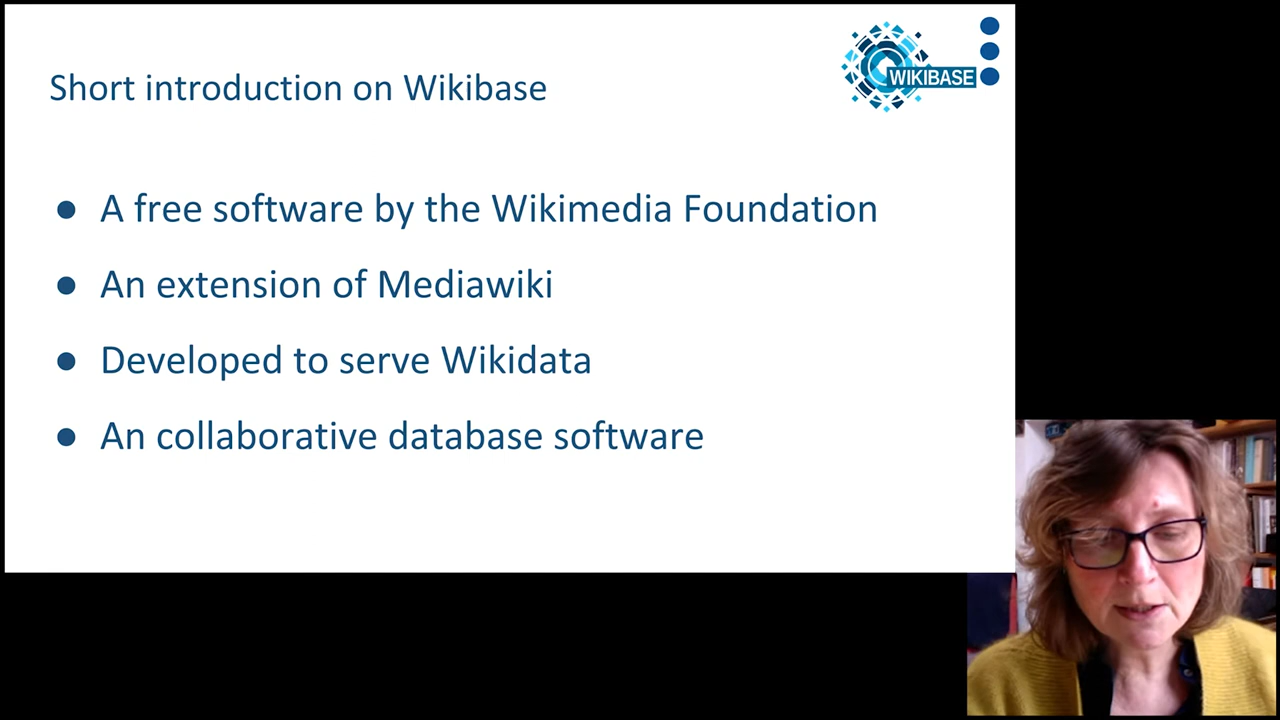 WIKIBASE
Short introduction on Wikibase
● A free software by the Wikimedia Foundation
● An extension of Mediawiki
● Developed to serve Wikidata
● An collaborative database software